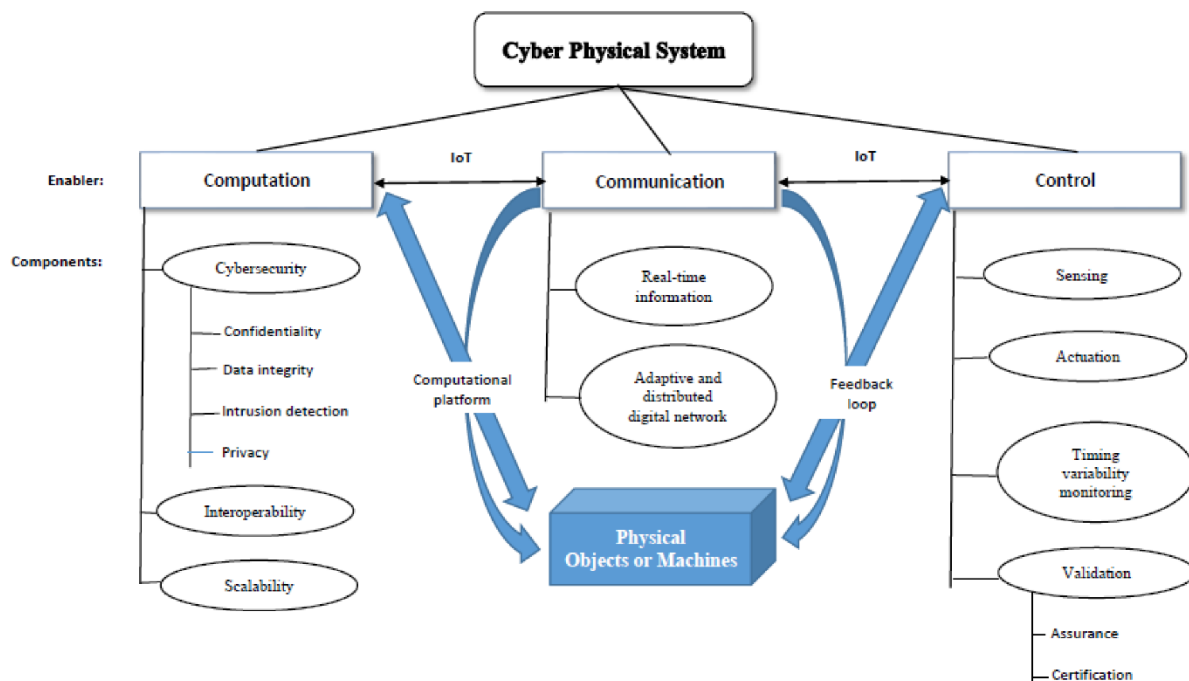 Cyber Physical System
IoT
IoT
Enabler:
Computation
Communication
Control
Components:
Cybersecurity
Confidentiality
Data integrity
Intrusion detection
Privacy
Interoperability
Scalability
Computational
platform
Real-time
information
Adaptive and
distributed
digital network
Feedback
loop
Physical
Objects or Machines
Sensing
Actuation
Timing
variability
monitoring
Validation
Assurance
Certification